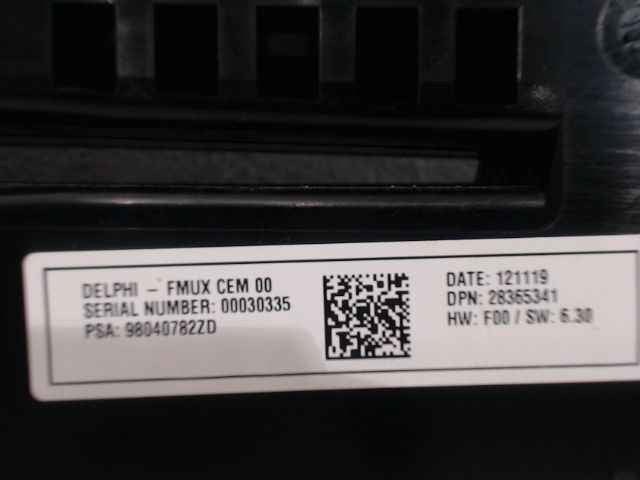 DELPHI - FMUX CEM 00
SERIAL NUMBER: 00030335
PSA: 98040782ZD
DATE: 121119
DPN: 28365341
HW: F00 / SW: 6.30